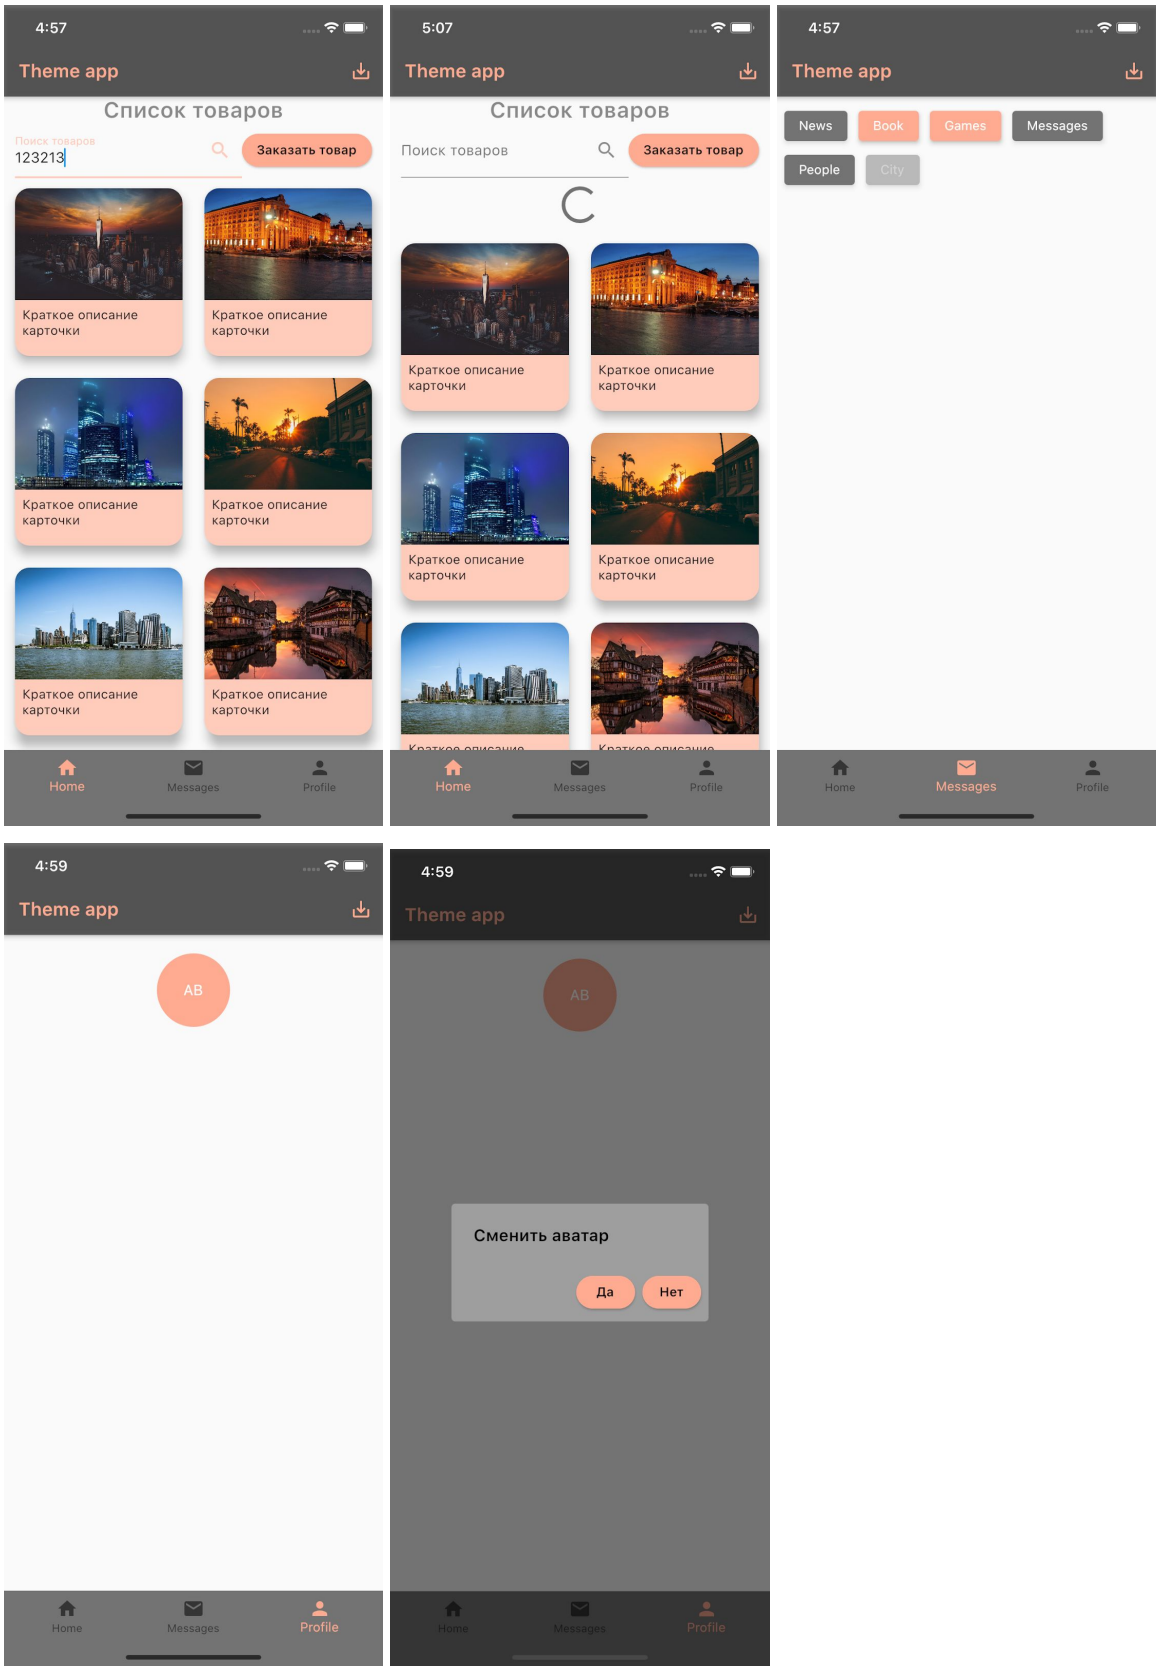 4:57
Theme app
Список товаров
Поиск товаров
123213
Заказать товар
Краткое описание
карточки
Краткое описание
карточки
Краткое описание
карточки
Краткое описание
карточки
Краткое описание
карточки
Краткое описание
карточки
Home
Messages
Profile
5:07
Theme app
Список товаров
Поиск товаров
Заказать товар
Краткое описание
карточки
Краткое описание
карточки
Краткое описание
карточки
Краткое описание
карточки
Краткое описание
Краткое описание
Home
Messages
Profile
4:57
Theme app
News
Book
Games
Messages
People
City
Home
Messages
Profile
4:59
Theme app
AB
Home
Messages
Profile
4:59
Theme app
AB
Сменить аватар
Да
Нет
Home
Messages
Profile